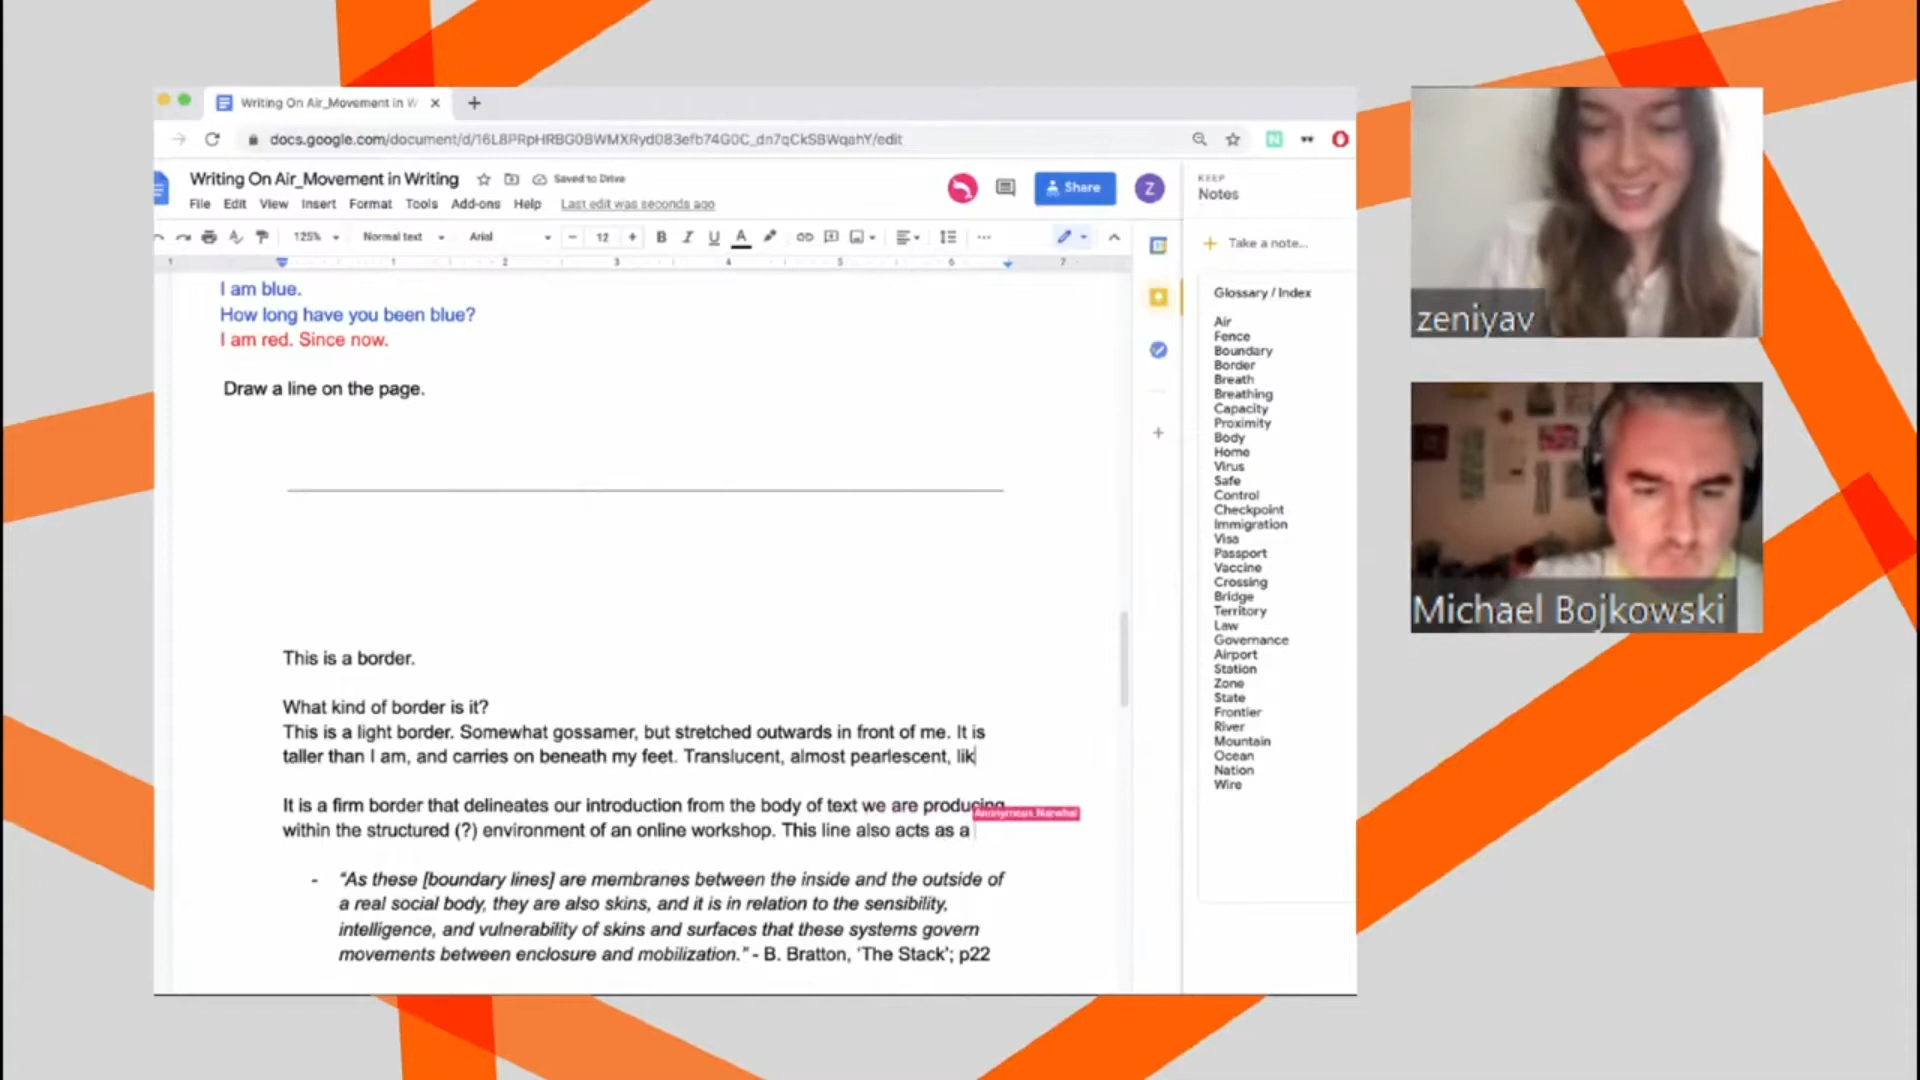 Writing On Air_Movement in W
docs.google.com/document/d/16L8PRpHRBG0BWMXRyd083efb74G0C_dn7qCkSBWqahY/edit
Writing On Air_Movement in Writing
Saved to Drive
File Edit View Insert Format Tools Add-ons Help Last edit was seconds ago
Share
Z
125% Normal text Arial 12 B I U A
1 1 2 3 4 5 6 7
I am blue.
How long have you been blue?
I am red. Since now.
Draw a line on the page.
This is a border.
What kind of border is it?
This is a light border. Somewhat gossamer, but stretched outwards in front of me. It is
taller than I am, and carries on beneath my feet. Translucent, almost pearlescent, lik
It is a firm border that delineates our introduction from the body of text we are producing
Anonymous Narwhal
within the structured (?) environment of an online workshop. This line also acts as a
- “As these [boundary lines] are membranes between the inside and the outside of
a real social body, they are also skins, and it is in relation to the sensibility,
intelligence, and vulnerability of skins and surfaces that these systems govern
movements between enclosure and mobilization.” - B. Bratton, ‘The Stack’; p22
KEEP
Notes
Take a note...
Glossary / Index
Air
Fence
Boundary
Border
Breath
Breathing
Capacity
Proximity
Body
Home
Virus
Safe
Control
Checkpoint
Immigration
Visa
Passport
Vaccine
Crossing
Bridge
Territory
Law
Governance
Airport
Station
Zone
State
Frontier
River
Mountain
Ocean
Nation
Wire
zeniyav
Michael Bojkowski